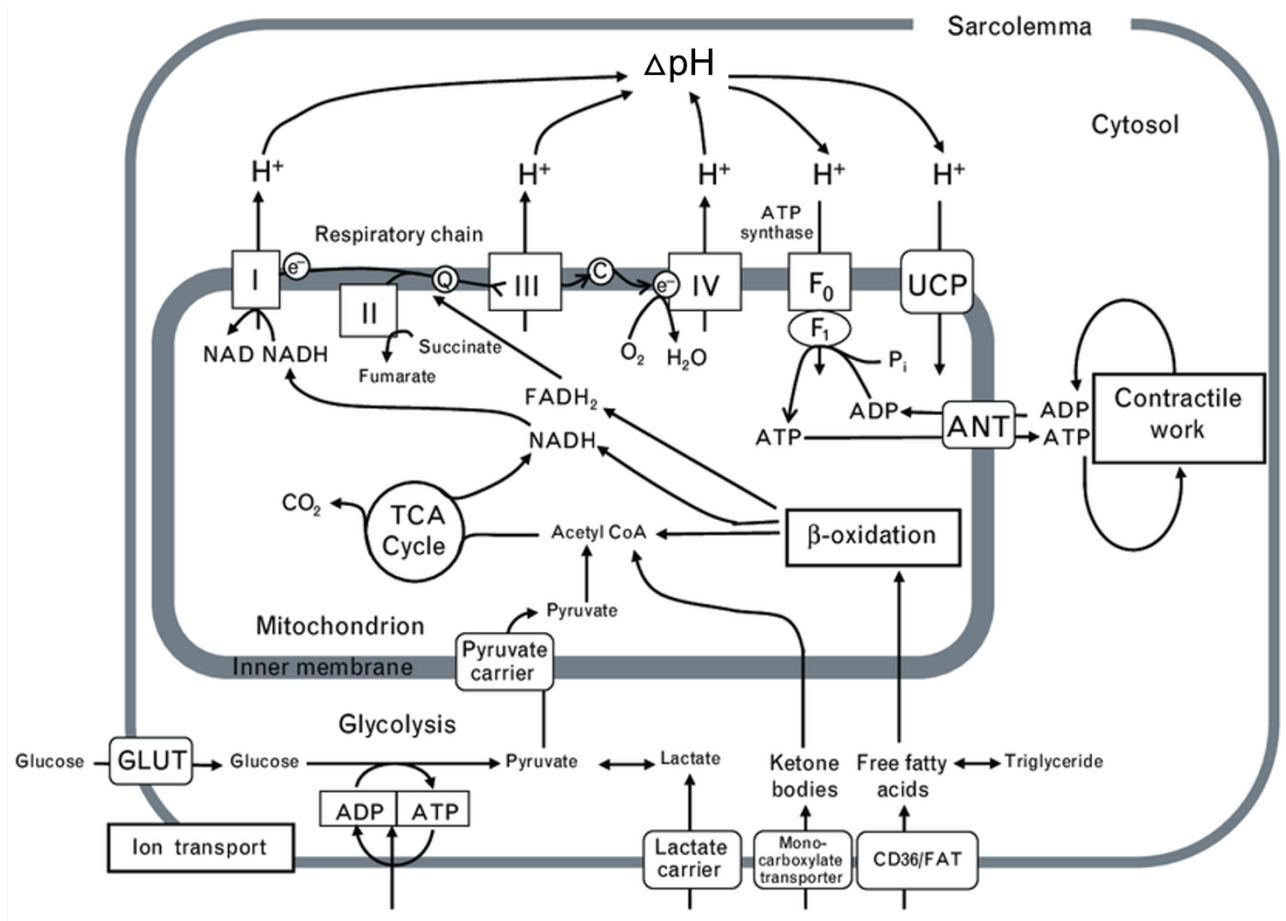 Sarcolemma
ΔpH
Cytosol
H⁺ H⁺ H⁺ H⁺ H⁺
ATP
synthase
Respiratory chain
I e⁻ Q III C e⁻ IV F₀ UCP
II
F₁
NAD NADH
Succinate
Fumarate
O₂ H₂O
Pᵢ
FADH₂
ADP
ATP
ANT
ADP
ATP
Contractile
work
NADH
CO₂
TCA
Cycle
Acetyl CoA
β-oxidation
Pyruvate
Mitochondrion
Inner membrane
Pyruvate
carrier
Glycolysis
Glucose GLUT Glucose Pyruvate Lactate
Ketone
bodies
Free fatty
acids
Triglyceride
ADP ATP
Ion transport
Lactate
carrier
Mono-
carboxylate
transporter
CD36/FAT